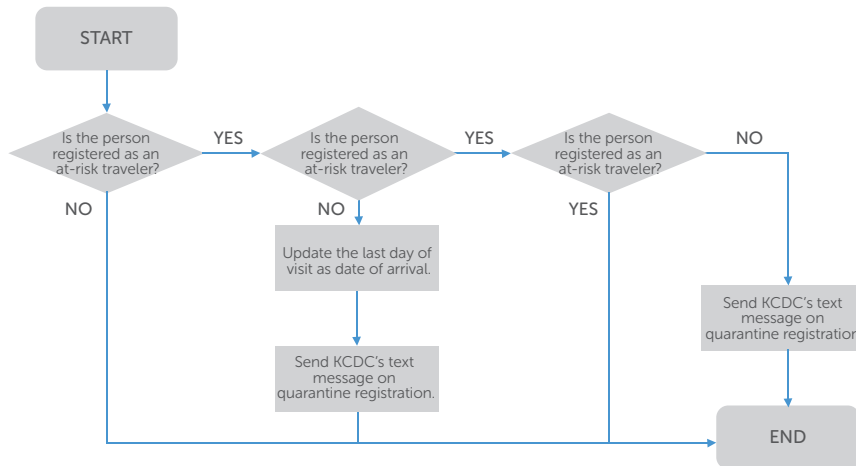 START
Is the person
registered as an
at-risk traveler?
YES
Is the person
registered as an
at-risk traveler?
YES
Is the person
registered as an
at-risk traveler?
NO
NO
NO
YES
Update the last day of
visit as date of arrival.
Send KCDC's text
message on
quarantine registration.
Send KCDC's text
message on
quarantine registration
END